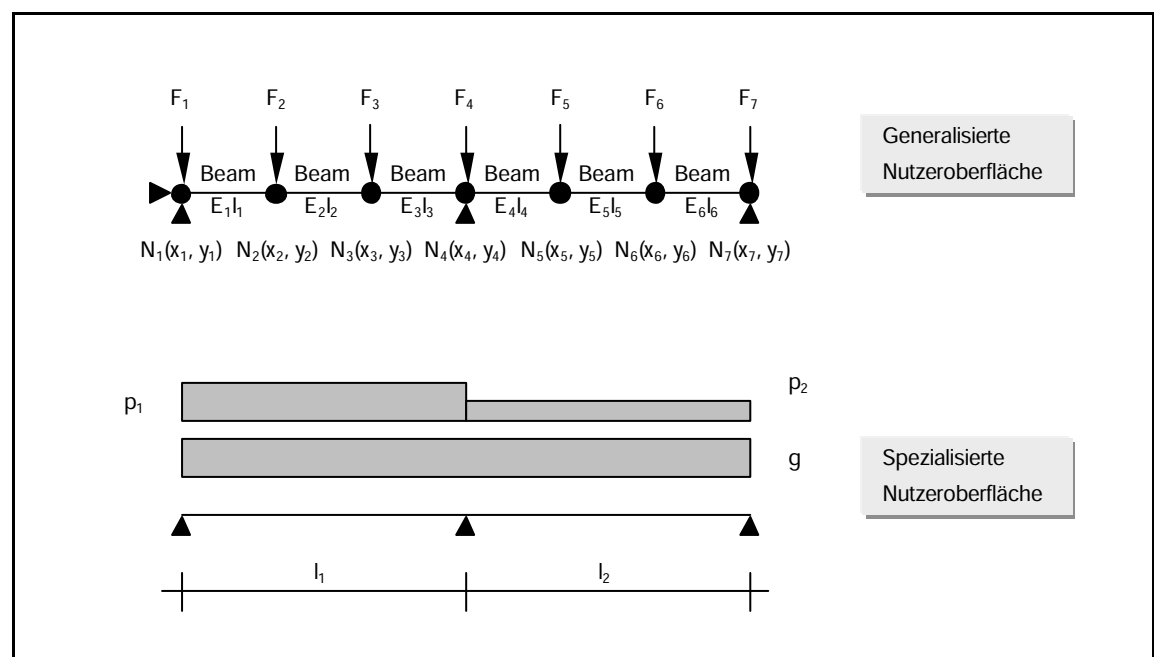 F₁ F₂ F₃ F₄ F₅ F₆ F₇
Generalisierte
Nutzeroberfläche
Beam Beam Beam Beam Beam Beam
E₁I₁ E₂I₂ E₃I₃ E₄I₄ E₅I₅ E₆I₆
N₁(x₁, y₁) N₂(x₂, y₂) N₃(x₃, y₃) N₄(x₄, y₄) N₅(x₅, y₅) N₆(x₆, y₆) N₇(x₇, y₇)
p₁
p₂
g
Spezialisierte
Nutzeroberfläche
l₁ l₂